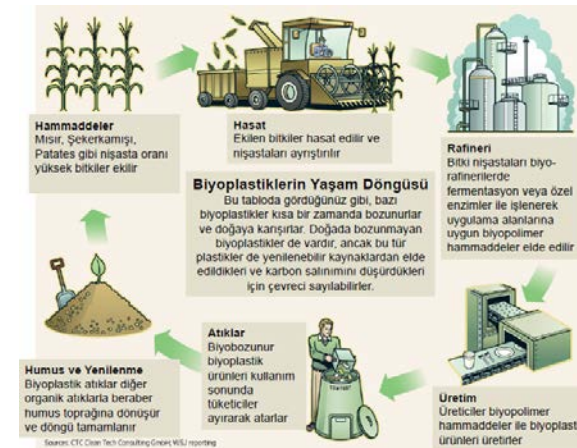 Hammaddeler
Mısır, Şekerkamışı,
Patates gibi nişasta oranı
yüksek bitkiler ekilir
Hasat
Ekilen bitkiler hasat edilir ve
nişastaları ayrıştırılır
Rafineri
Bitki nişastaları biyo-
rafinerilerde
fermentasyon veya özel
enzimler ile işlenerek
uygulama alanlarına
uygun biyopolimer
hammaddeler elde edilir
Biyoplastiklerin Yaşam Döngüsü
Bu tabloda gördüğünüz gibi, bazı
biyoplastikler kısa bir zamanda bozunurlar
ve doğaya karışırlar. Doğada bozunmayan
biyoplastikler de vardır, ancak bu tür
plastikler de yenilenebilir kaynaklardan elde
edildikleri ve karbon salınımını düşürdükleri
için çevreci sayılabilirler.
Üretim
Üreticiler biyopolimer
hammaddeler ile biyoplast
ürünleri üretirler
Atıklar
Biyobozunur
biyoplastik
ürünleri kullanım
sonunda
tüketiciler
ayırarak atarlar
Humus ve Yenilenme
Biyoplastik atıklar diğer
organik atıklarla beraber
humus toprağına dönüşür
ve döngü tamamlanır
Sources: CTC Clean Tech Consulting GmbH; WSJ reporting